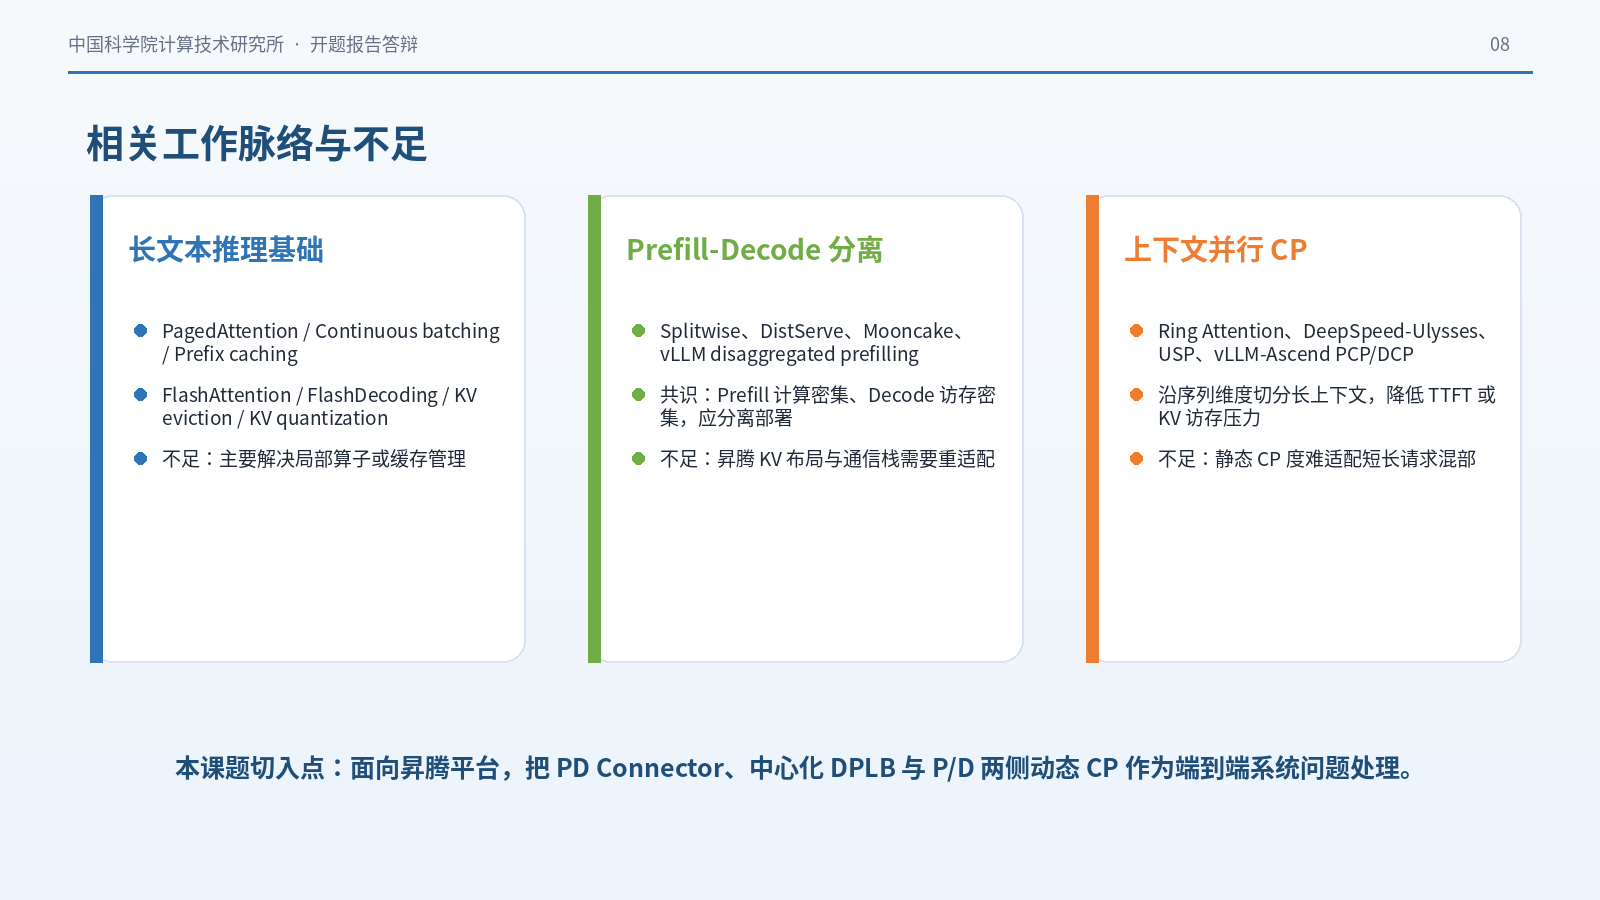 中国科学院计算技术研究所 · 开题报告答辩
08
相关工作脉络与不足
长文本推理基础
PagedAttention / Continuous batching
/ Prefix caching
FlashAttention / FlashDecoding / KV
eviction / KV quantization
不足：主要解决局部算子或缓存管理
Prefill-Decode 分离
Splitwise、DistServe、Mooncake、
vLLM disaggregated prefilling
共识：Prefill 计算密集、Decode 访存密
集，应分离部署
不足：昇腾 KV 布局与通信栈需要重适配
上下文并行 CP
Ring Attention、DeepSpeed-Ulysses、
USP、vLLM-Ascend PCP/DCP
沿序列维度切分长上下文，降低 TTFT 或
KV 访存压力
不足：静态 CP 度难适配短长请求混部
本课题切入点：面向昇腾平台，把 PD Connector、中心化 DPLB 与 P/D 两侧动态 CP 作为端到端系统问题处理。